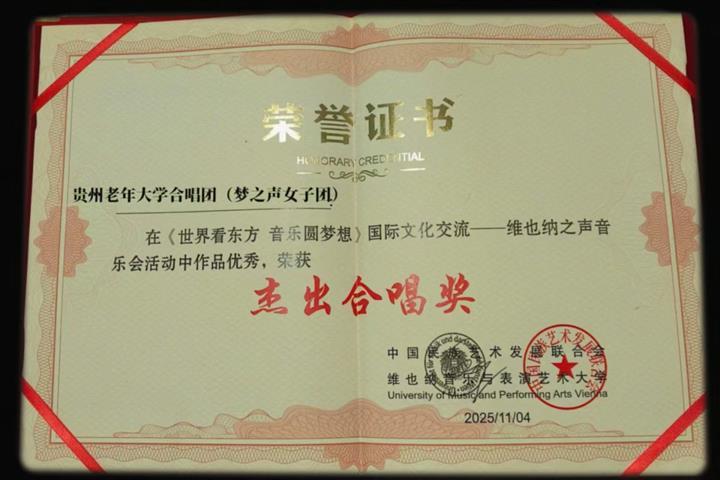 荣誉证书
HONORARY CREDENTIAL
贵州老年大学合唱团（梦之声女子团）
在《世界看东方 音乐圆梦想》国际文化交流——维也纳之声音
乐会活动中作品优秀，荣获
杰出合唱奖
中国民族艺术发展联合会
维也纳音乐与表演艺术大学
University of Music and Performing Arts Vienna
2025/11/04